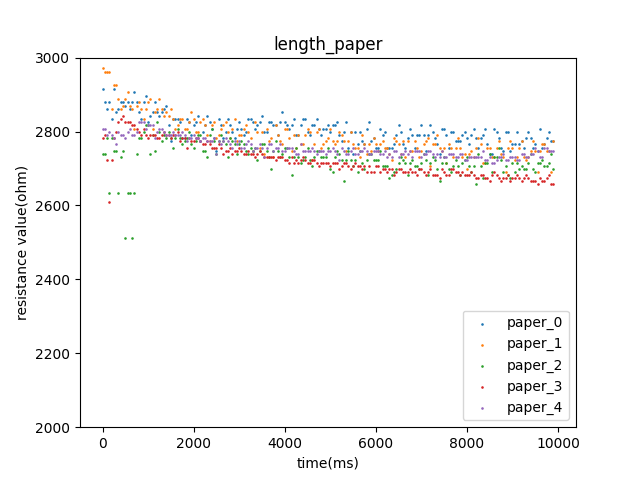 length_paper
3000
2800
2600
2400
2200
2000
resistance value(ohm)
paper_0
paper_1
paper_2
paper_3
paper_4
0 2000 4000 6000 8000 10000
time(ms)